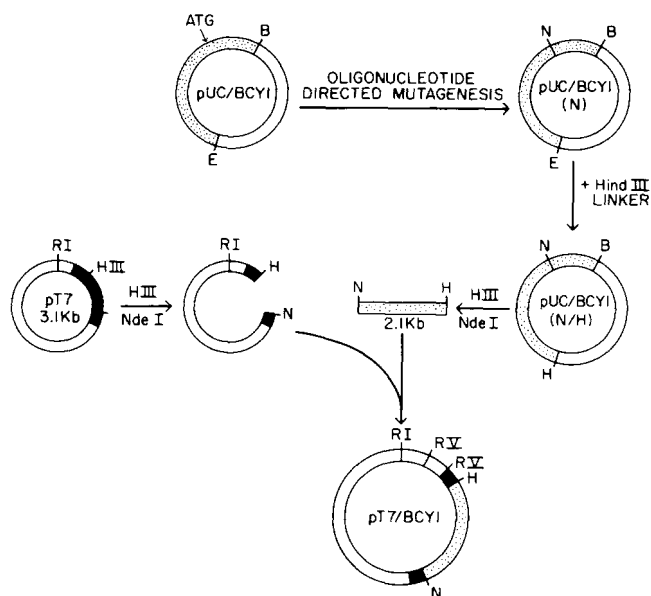 ATG
B
pUC/BCY1
E
OLIGONUCLEOTIDE
DIRECTED MUTAGENESIS
N
B
pUC/BCY1
(N)
E
+ Hind III
LINKER
RI
HIII
pT7
3.1Kb
HIII
Nde I
RI
H
N
N
H
2.1Kb
HIII
Nde I
N
B
pUC/BCY1
(N/H)
H
RI
RV
RV
H
pT7/BCY1
N